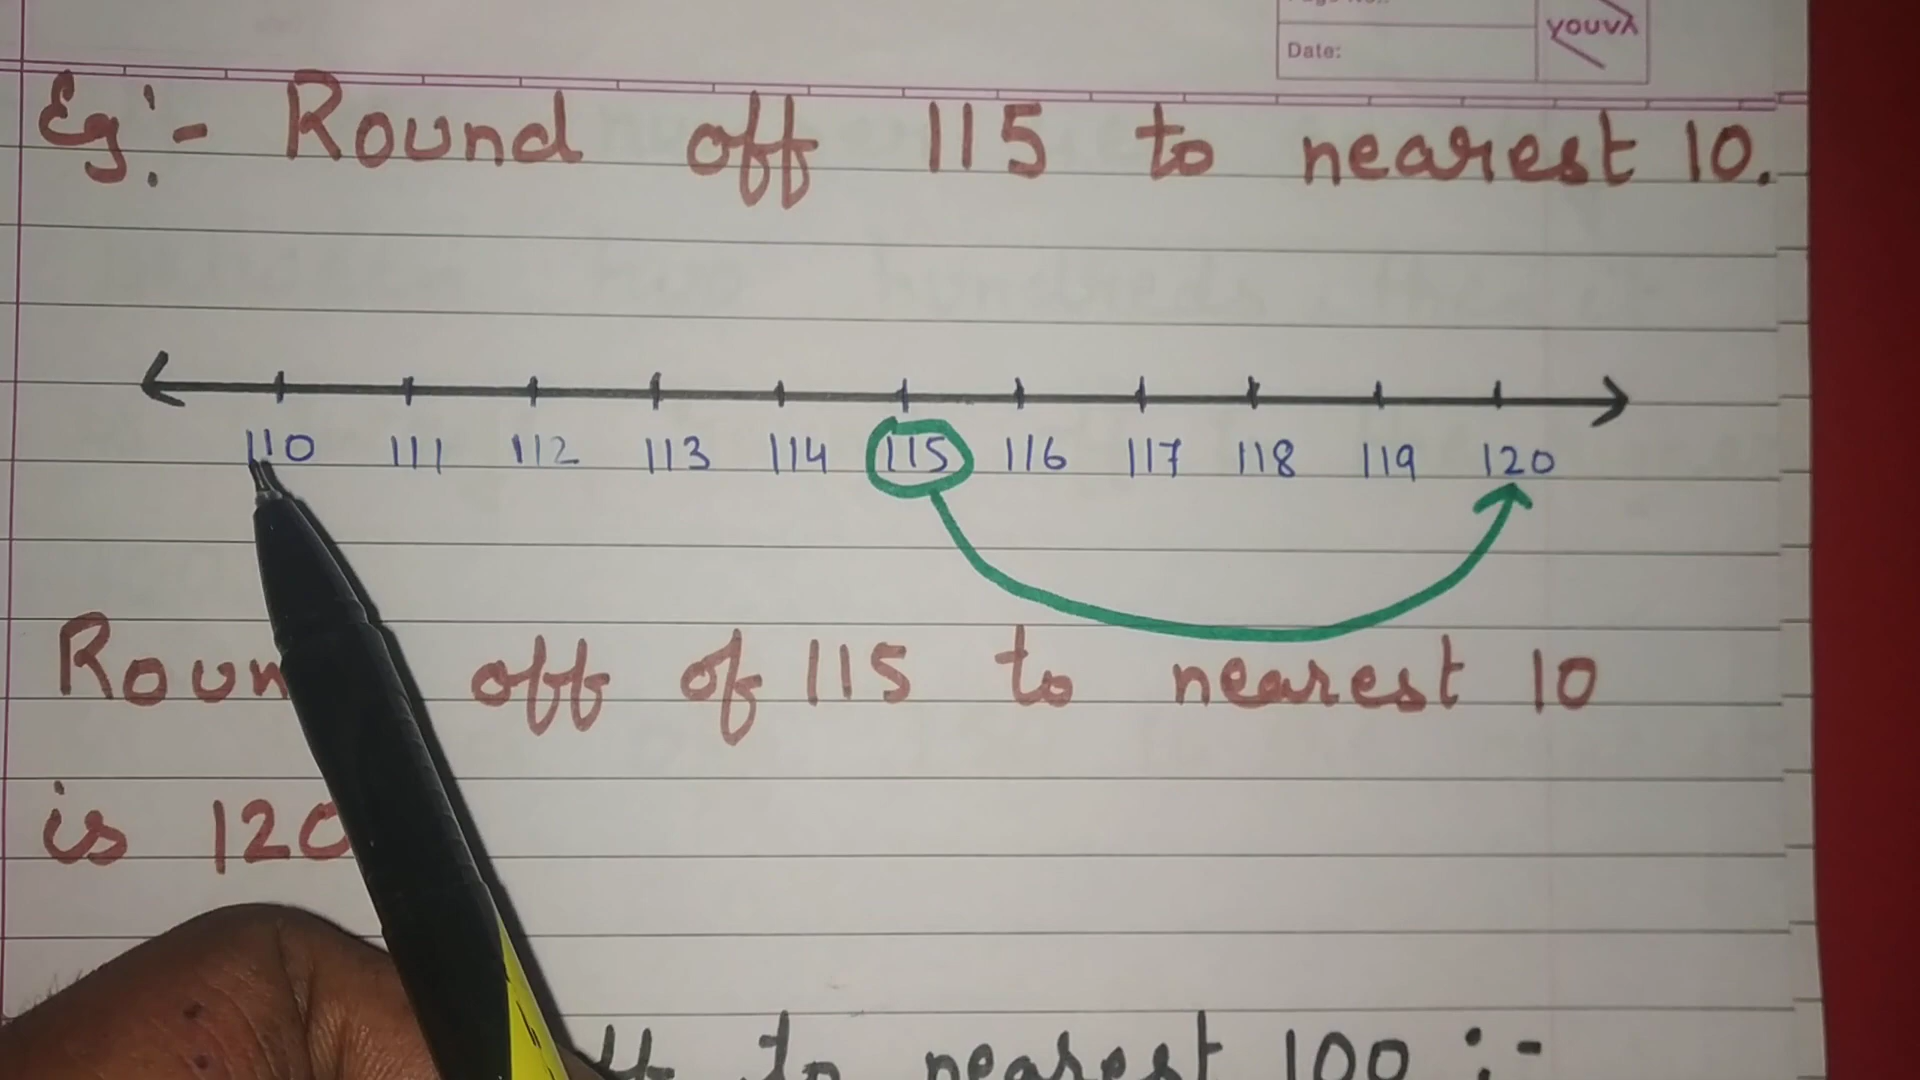 Date:
youva
Eg:- Round off 115 to nearest 10.
110 111 112 113 114 115 116 117 118 119 120
off of 115 to nearest 10
is 120
to nearest 100 :-